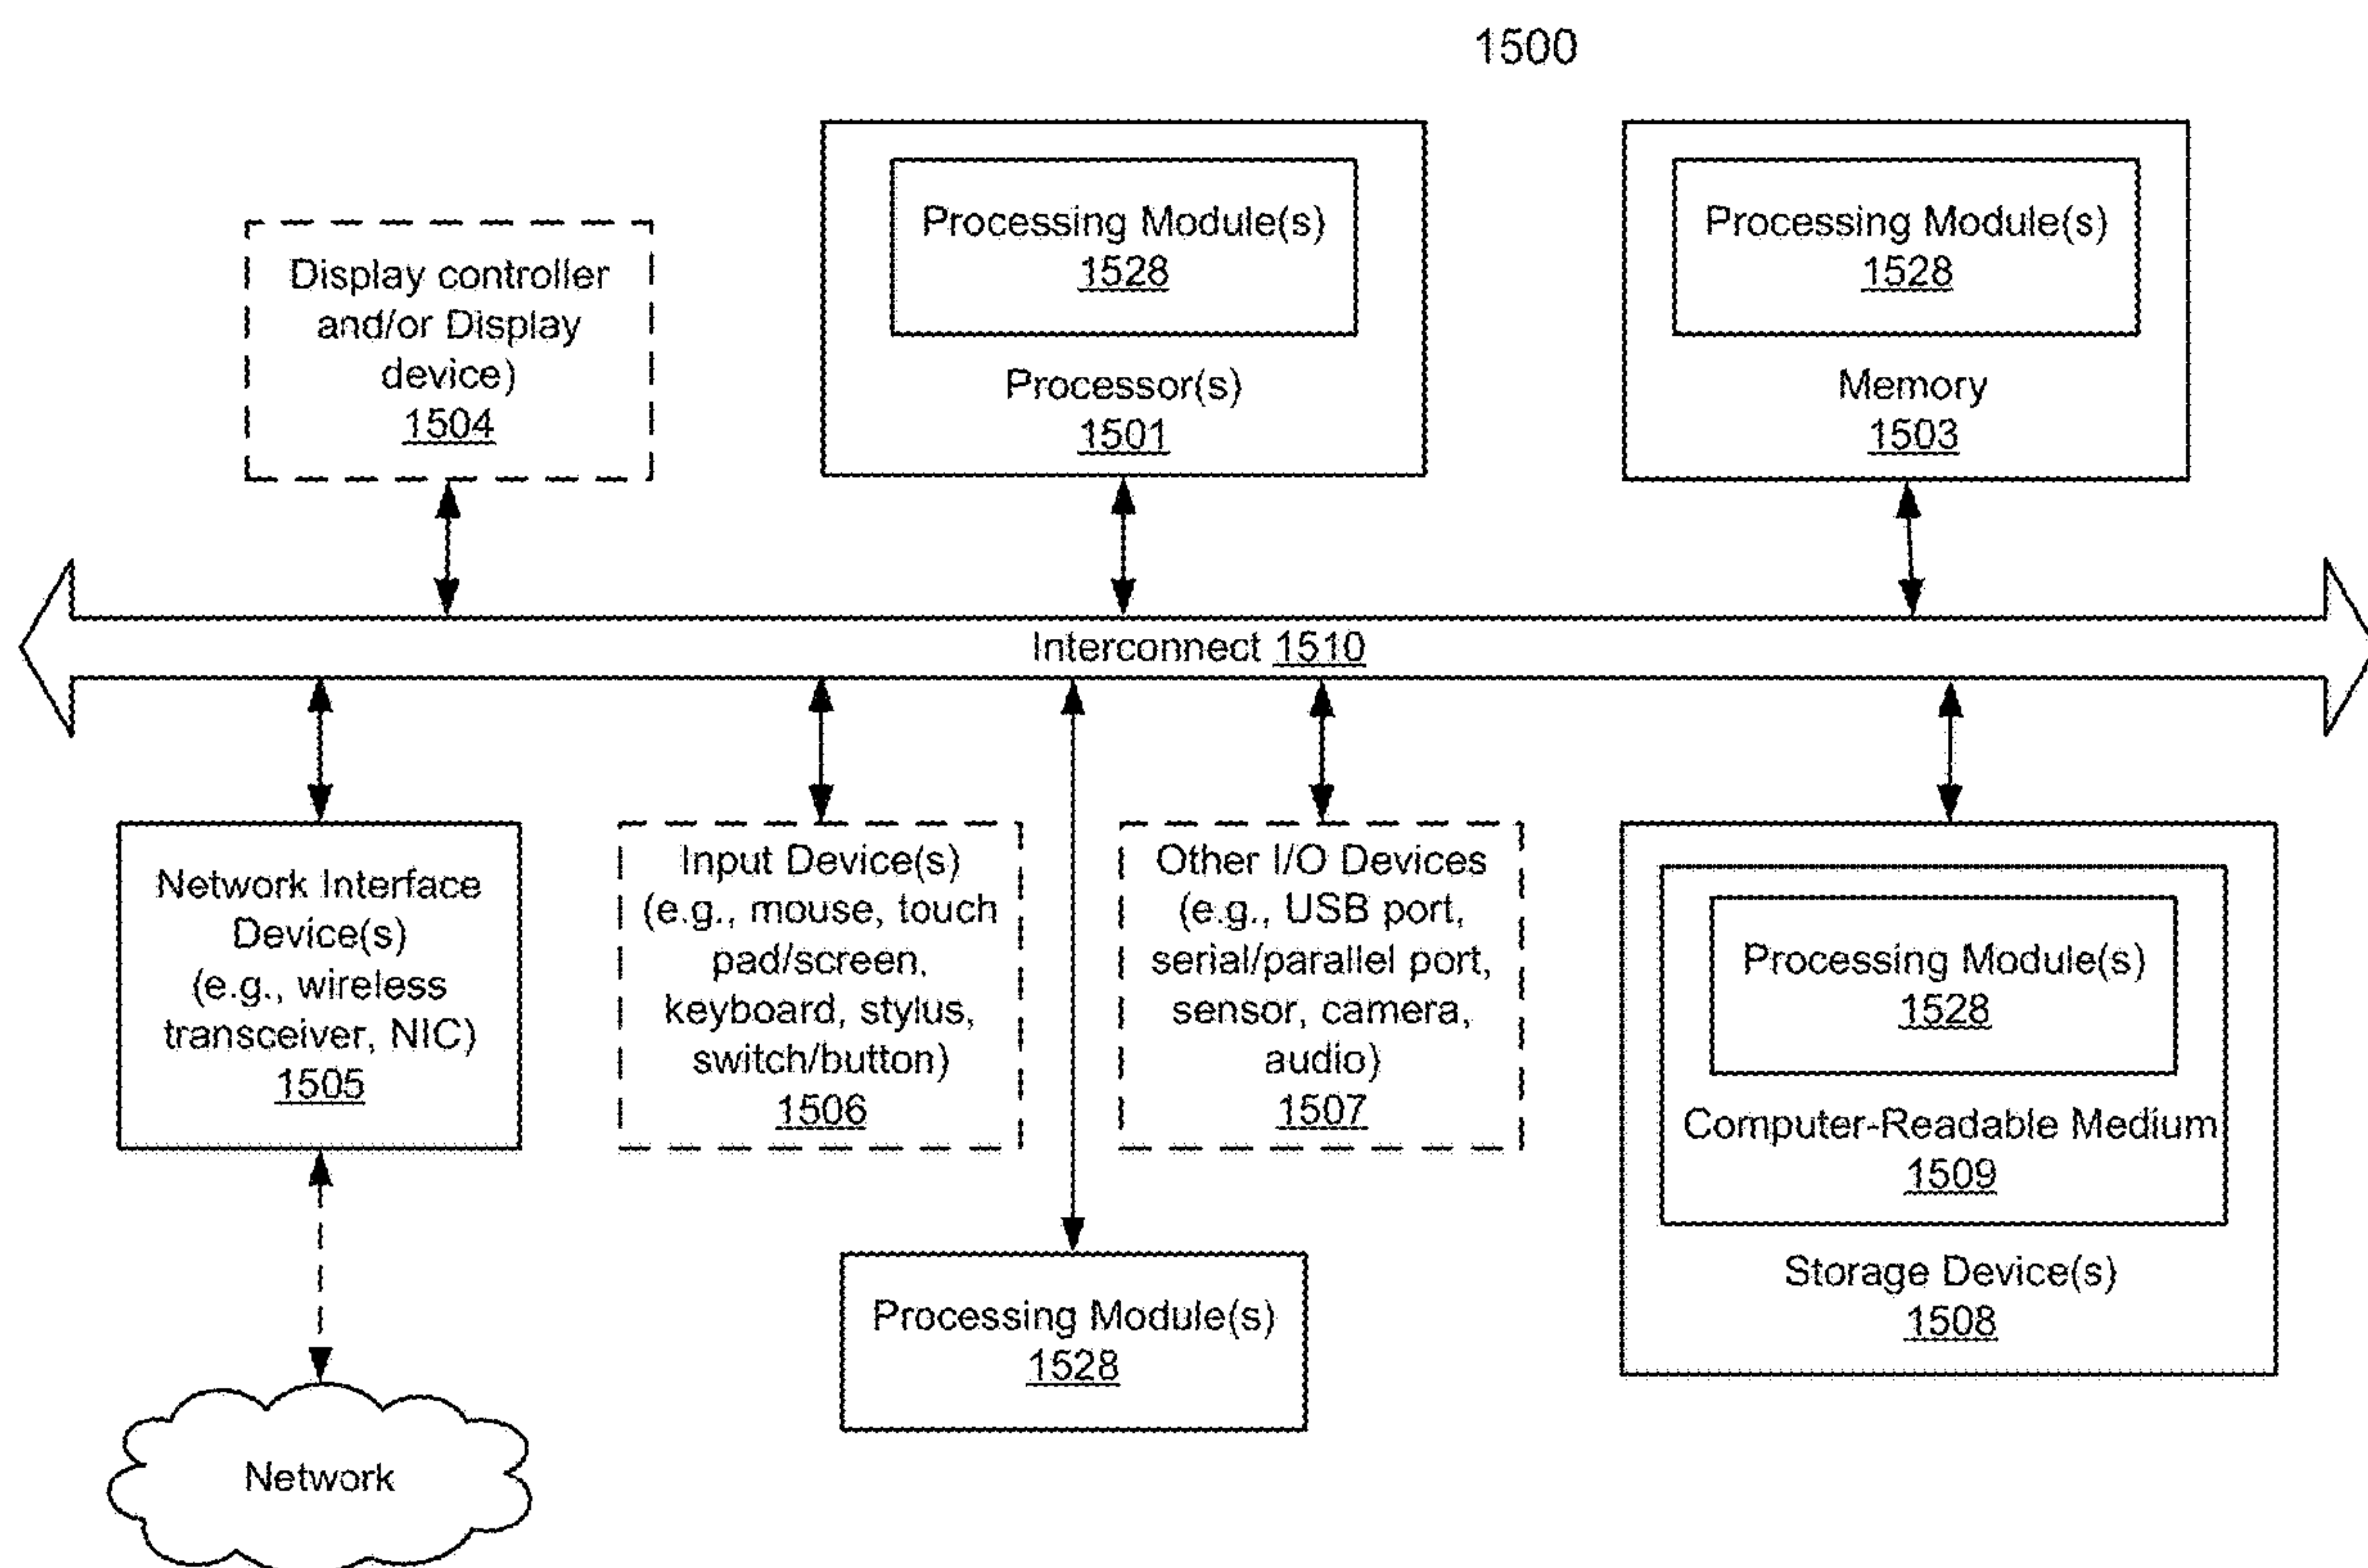 1500
Display controller
and/or Display
device)
1504
Processing Module(s)
1528
Processor(s)
1501
Processing Module(s)
1528
Memory
1503
Interconnect 1510
Network Interface
Device(s)
(e.g., wireless
transceiver, NIC)
1505
Input Device(s)
(e.g., mouse, touch
pad/screen,
keyboard, stylus,
switch/button)
1506
Other I/O Devices
(e.g., USB port,
serial/parallel port,
sensor, camera,
audio)
1507
Processing Module(s)
1528
Computer-Readable Medium
1509
Storage Device(s)
1508
Processing Module(s)
1528
Network